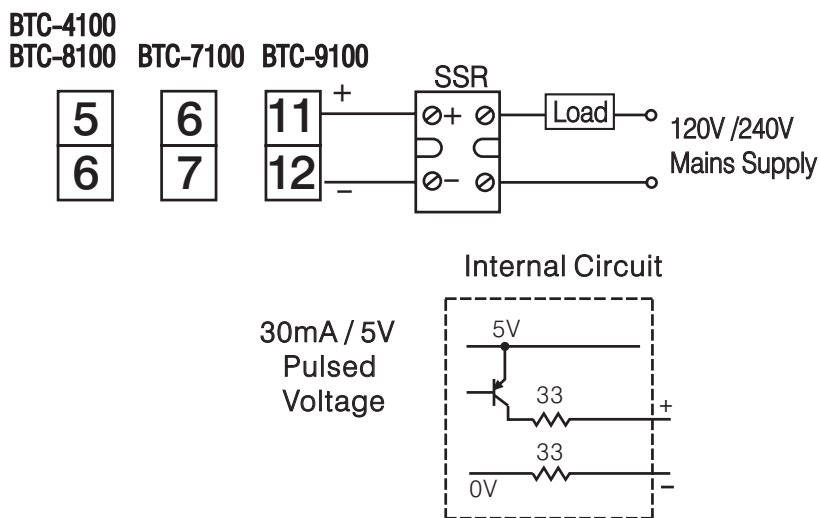 BTC-4100
BTC-8100 BTC-7100 BTC-9100
SSR
5 6 11 + + Load
120V /240V
6 7 12 – –
Mains Supply
Internal Circuit
30mA / 5V
Pulsed
Voltage
5V
33
+
33
0V
–